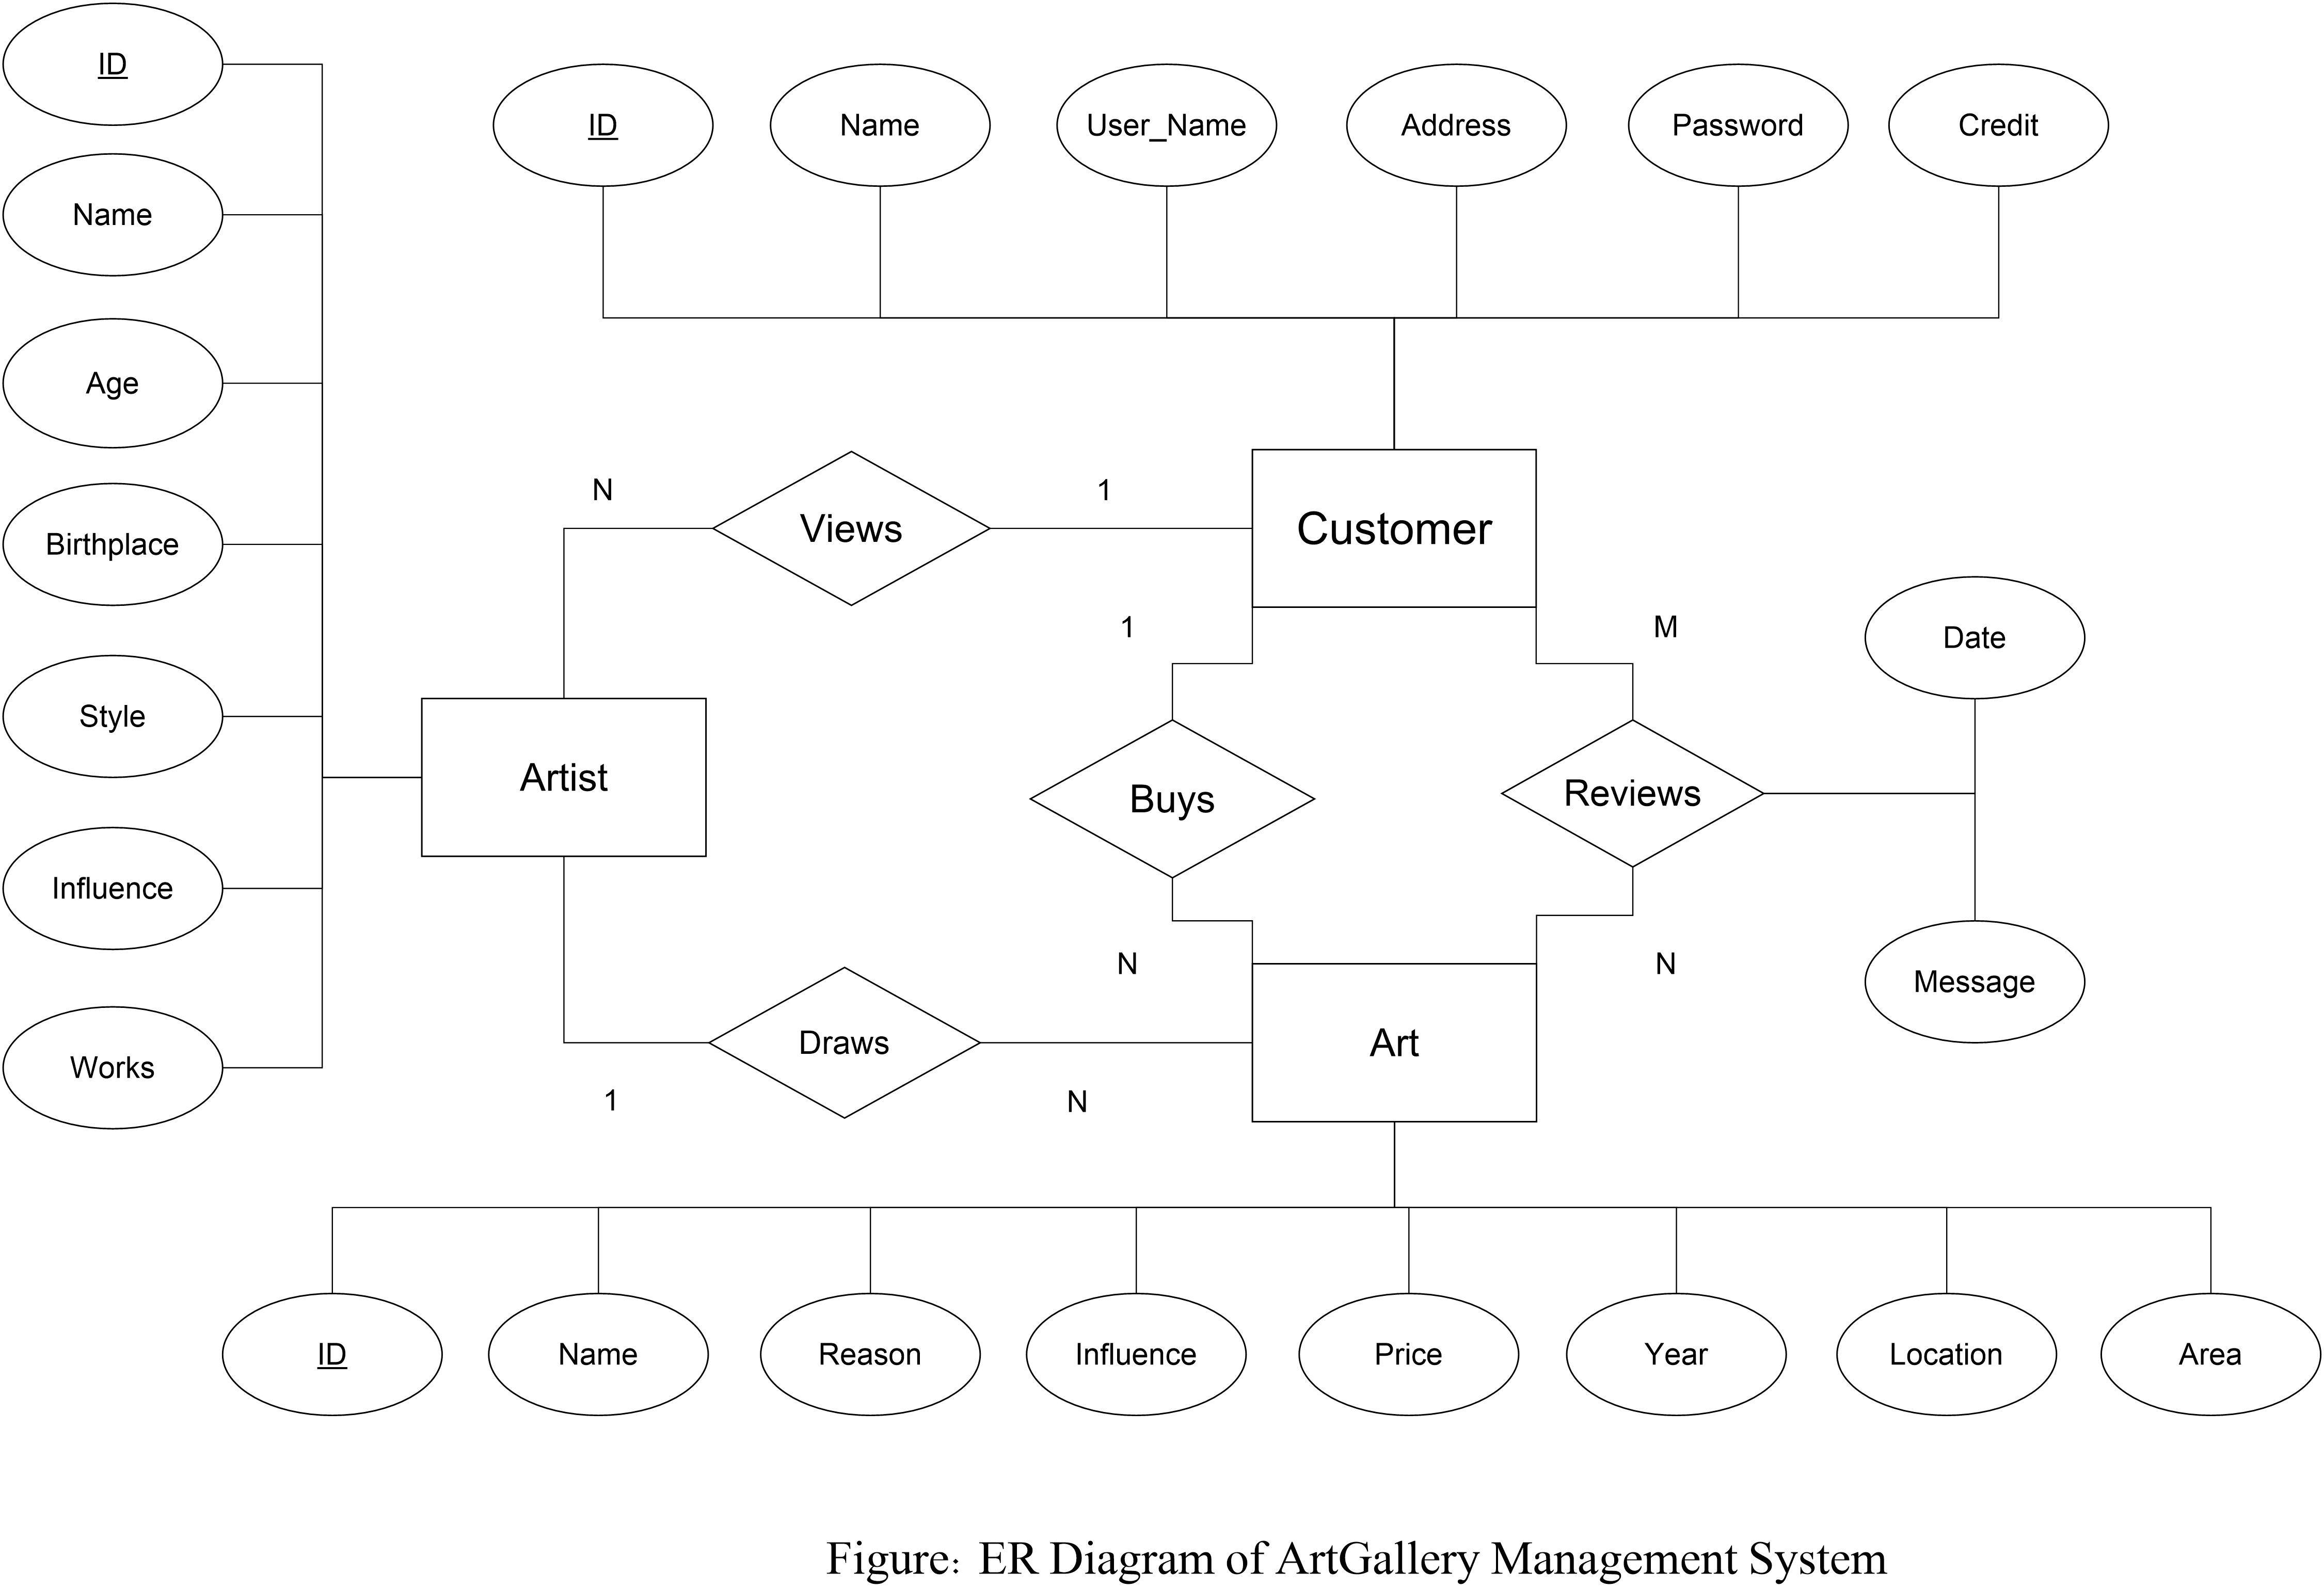 ID
Name
Age
Birthplace
Style
Influence
Works
ID
Name
User_Name
Address
Password
Credit
N
Views
1
Customer
1
M
Date
Artist
Buys
Reviews
Message
N
N
Draws
Art
1
N
ID
Name
Reason
Influence
Price
Year
Location
Area
Figure: ER Diagram of ArtGallery Management System